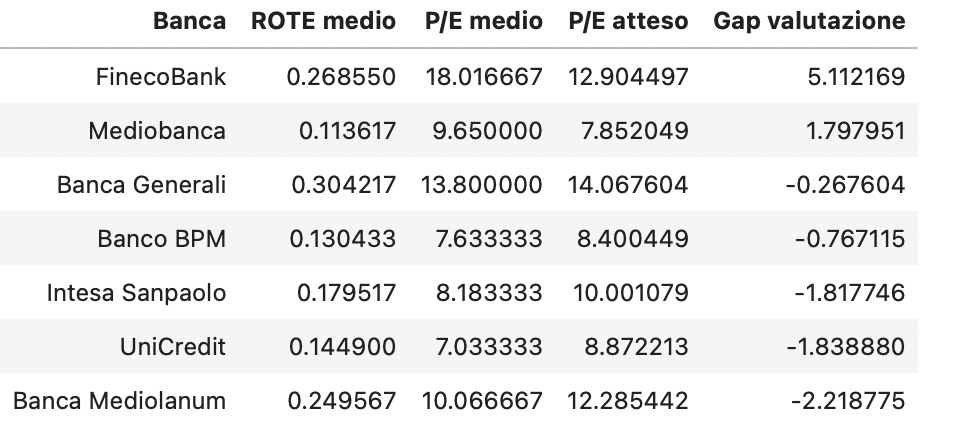 Banca ROTE medio P/E medio P/E atteso Gap valutazione
FinecoBank 0.268550 18.016667 12.904497 5.112169
Mediobanca 0.113617 9.650000 7.852049 1.797951
Banca Generali 0.304217 13.800000 14.067604 -0.267604
Banco BPM 0.130433 7.633333 8.400449 -0.767115
Intesa Sanpaolo 0.179517 8.183333 10.001079 -1.817746
UniCredit 0.144900 7.033333 8.872213 -1.838880
Banca Mediolanum 0.249567 10.066667 12.285442 -2.218775